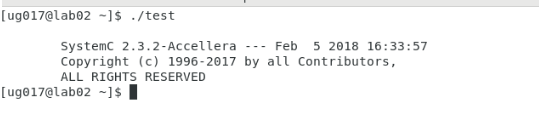 [ug017@lab02 ~]$ ./test
SystemC 2.3.2-Accellera --- Feb  5 2018 16:33:57
Copyright (c) 1996-2017 by all Contributors,
ALL RIGHTS RESERVED
[ug017@lab02 ~]$